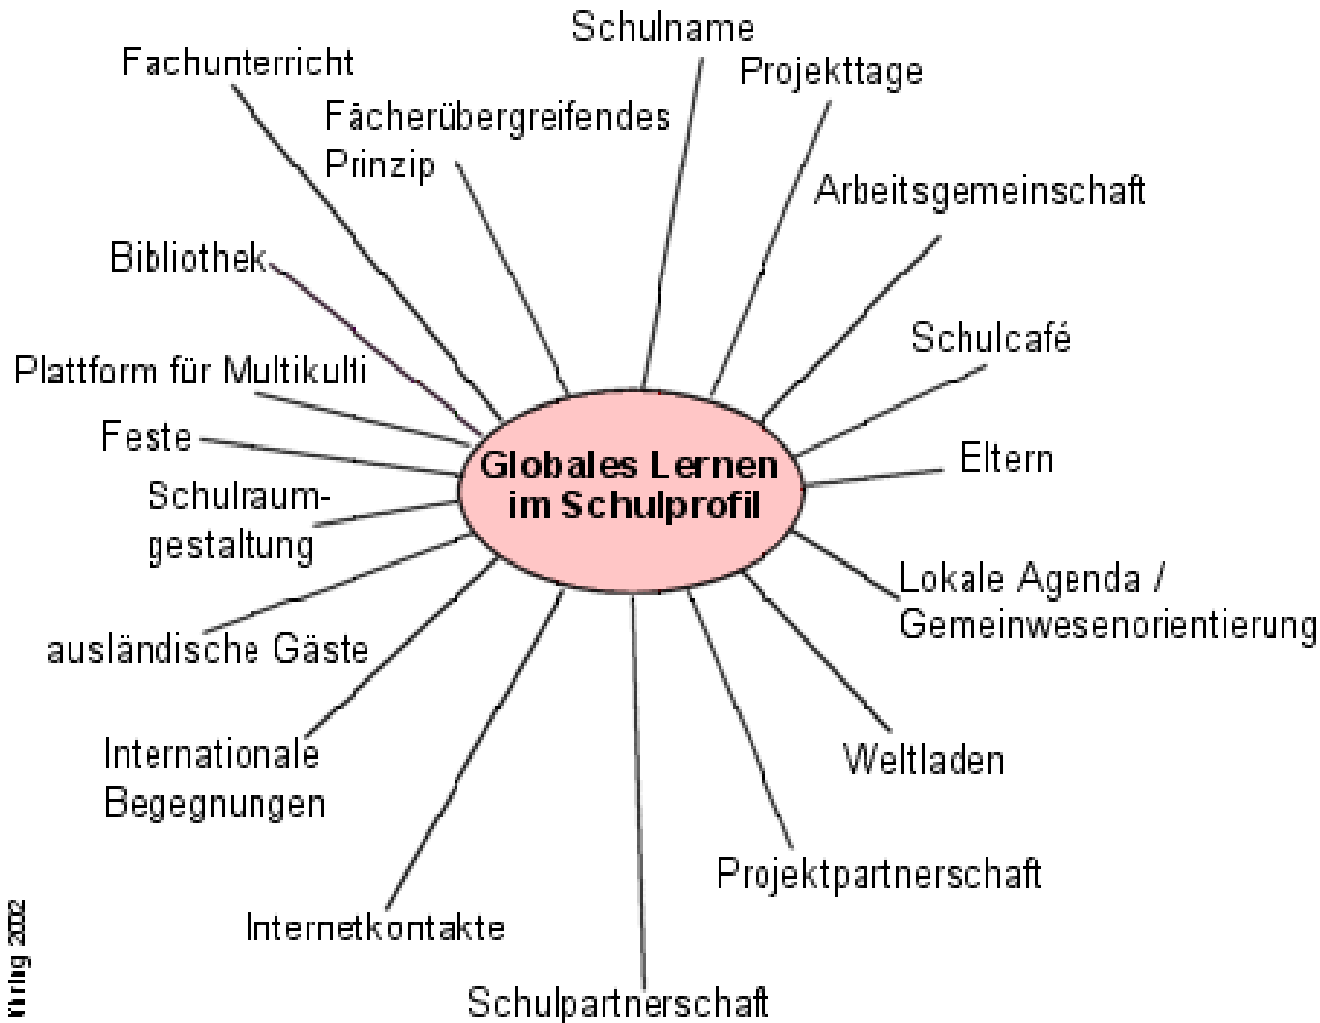 Schulname
Fachunterricht
Projekttage
Fächerübergreifendes
Prinzip
Arbeitsgemeinschaft
Bibliothek
Schulcafé
Plattform für Multikulti
Feste
Eltern
Globales Lernen
im Schulprofil
Schulraum-
gestaltung
Lokale Agenda /
Gemeinwesenorientierung
ausländische Gäste
Internationale
Begegnungen
Weltladen
Projektpartnerschaft
Internetkontakte
Schulpartnerschaft
2002